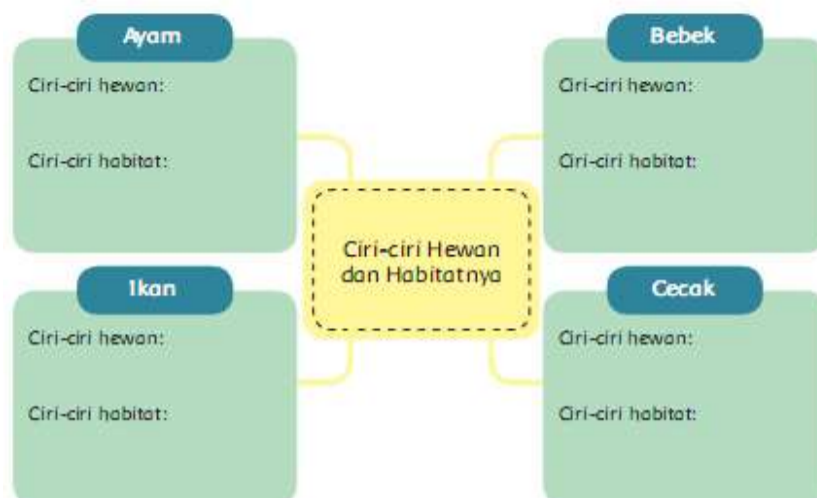 Ayam
Ciri-ciri hewan:
Ciri-ciri habitat:
Bebek
Ciri-ciri hewan:
Ciri-ciri habitat:
Ciri-ciri Hewan
dan Habitatnya
Ikan
Ciri-ciri hewan:
Ciri-ciri habitat:
Cecak
Ciri-ciri hewan:
Ciri-ciri habitat: